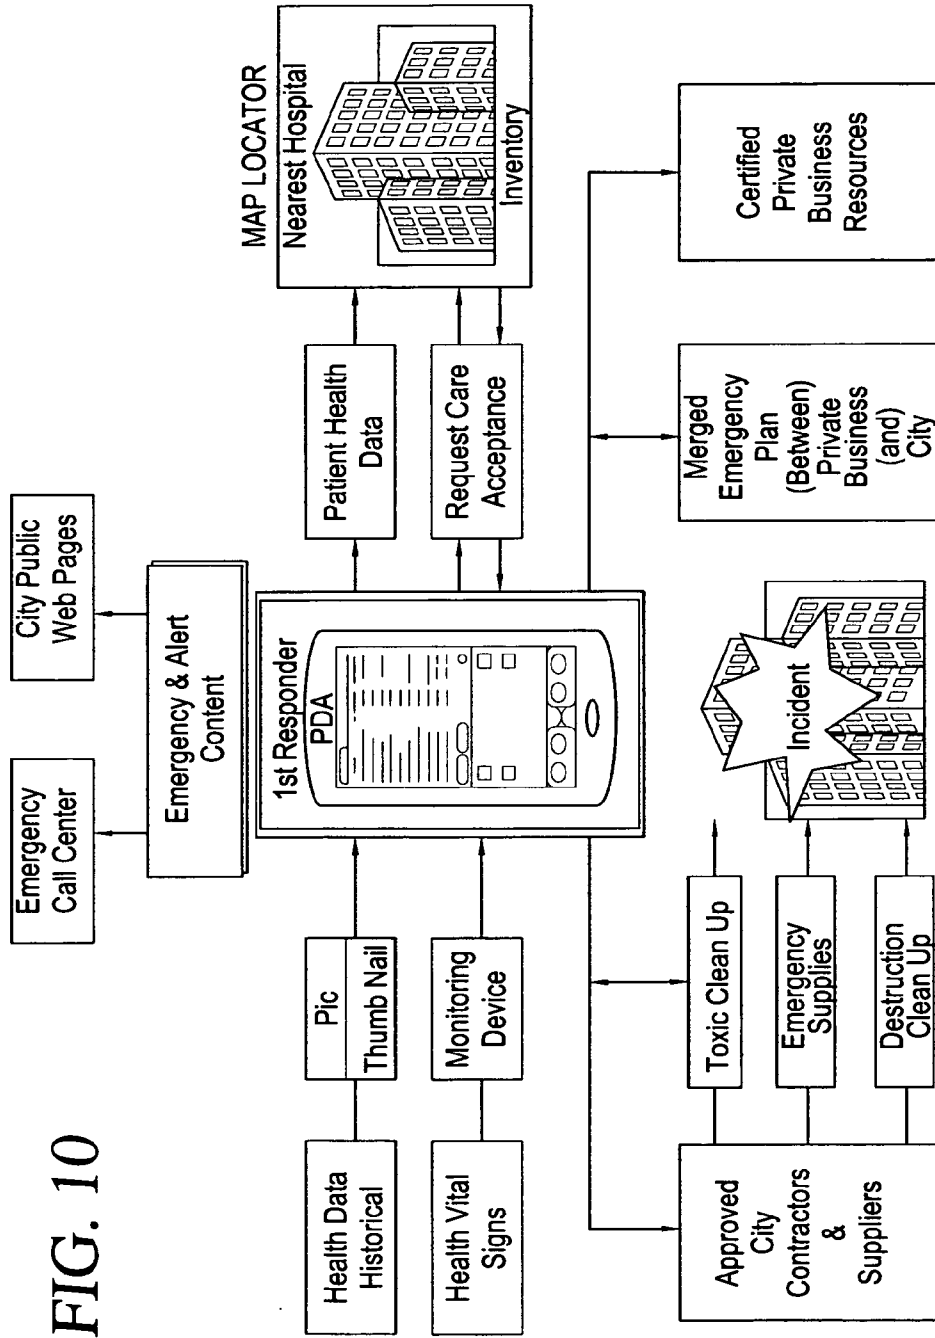 FIG. 10
Emergency
Call Center
City Public
Web Pages
Emergency & Alert
Content
Health Data
Historical
Pic
Thumb Nail
Health Vital
Signs
Monitoring
Device
1st Responder
PDA
Patient Health
Data
Request Care
Acceptance
MAP LOCATOR
Nearest Hospital
Inventory
Approved
City
Contractors
&
Suppliers
Toxic Clean Up
Emergency
Supplies
Destruction
Clean Up
Incident
Merged
Emergency
Plan
(Between)
Private
Business
(and)
City
Certified
Private
Business
Resources